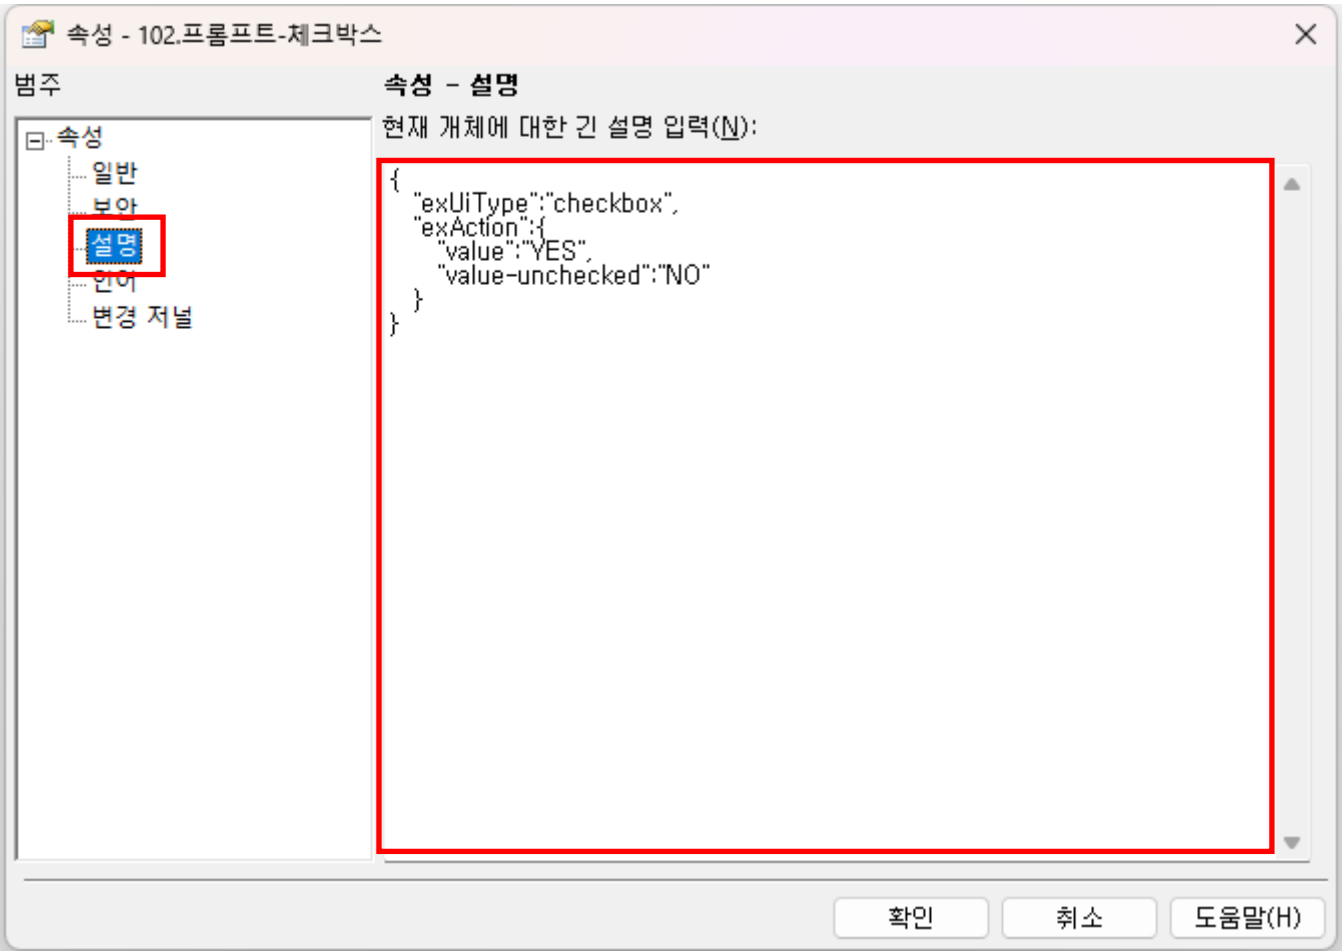 속성 - 102.프롬프트-체크박스
범주
속성
일반
보안
설명
언어
변경 저널
속성 - 설명
현재 개체에 대한 긴 설명 입력(N):
{
"exUiType":"checkbox",
"exAction":{
"value":"YES",
"value-unchecked":"NO"
}
}
확인
취소
도움말(H)